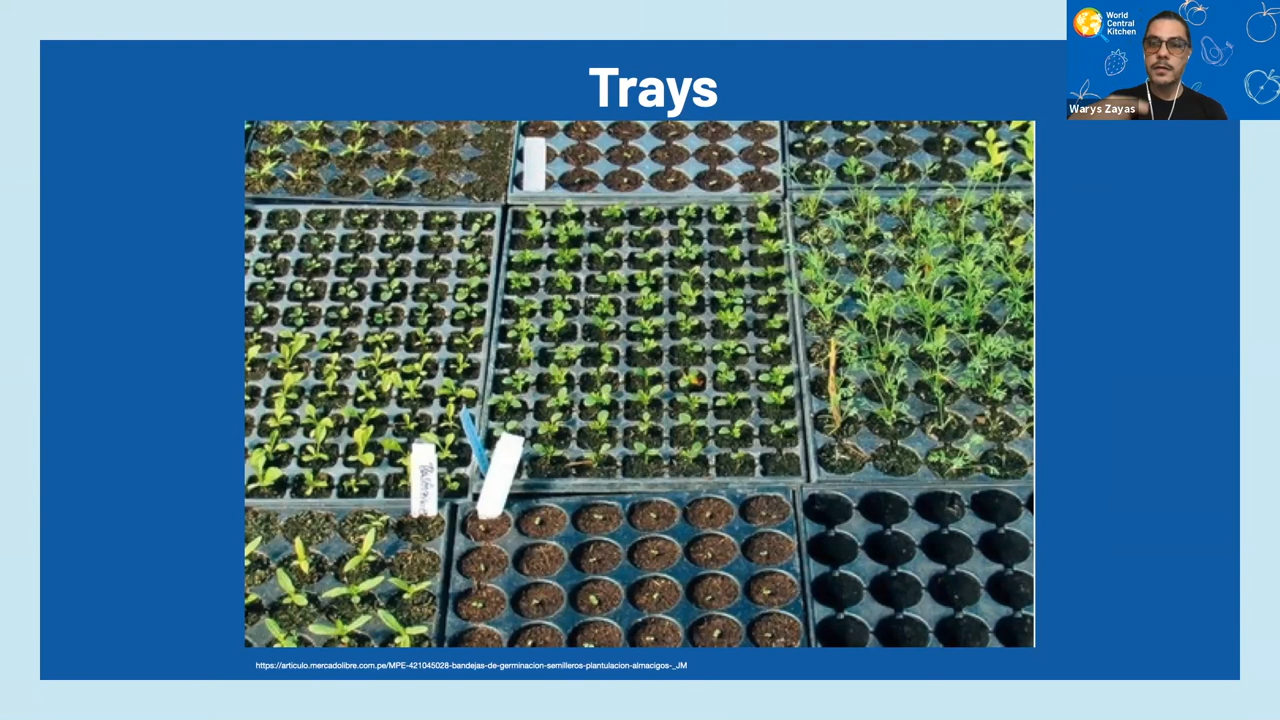 Trays
World
Central
Kitchen
Warys Zayas
https://articulo.mercadolibre.com.pe/MPE-421045028-bandejas-de-germinacion-semilleros-plantulacion-almacigos-_JM